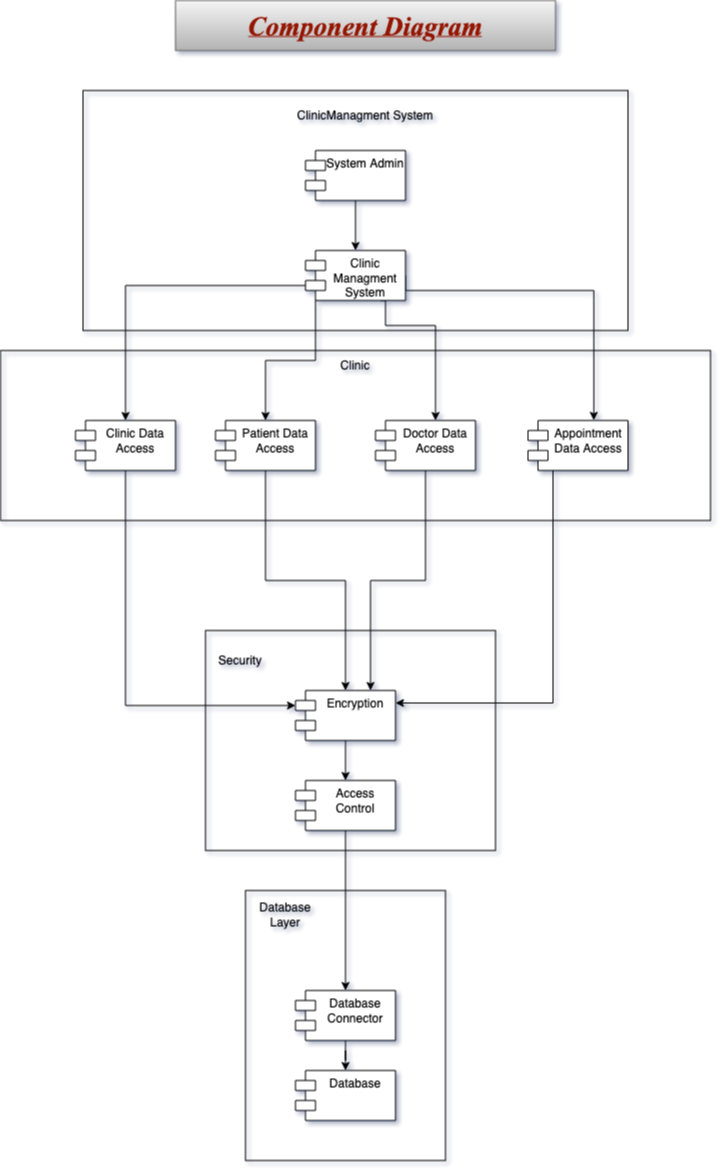 Component Diagram
ClinicManagment System
System Admin
Clinic
Managment
System
Clinic
Clinic Data
Access
Patient Data
Access
Doctor Data
Access
Appointment
Data Access
Security
Encryption
Access
Control
Database
Layer
Database
Connector
Database